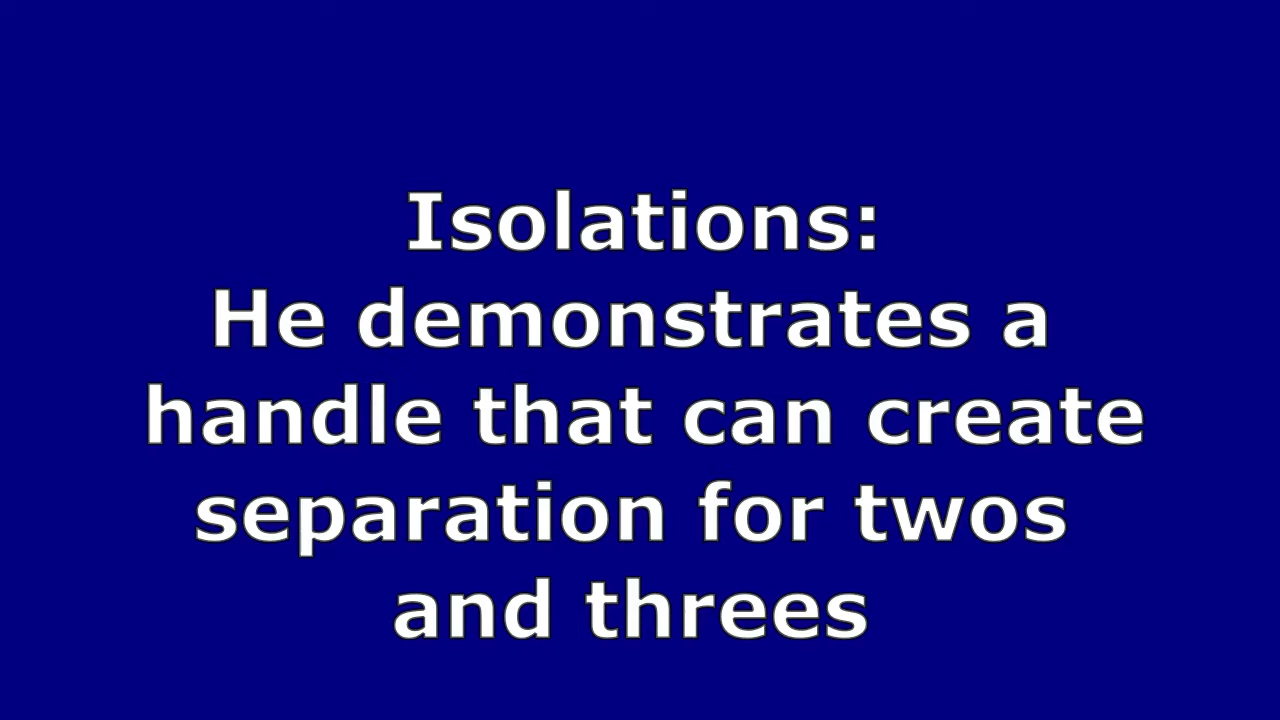 Isolations:
He demonstrates a
handle that can create
separation for twos
and threes